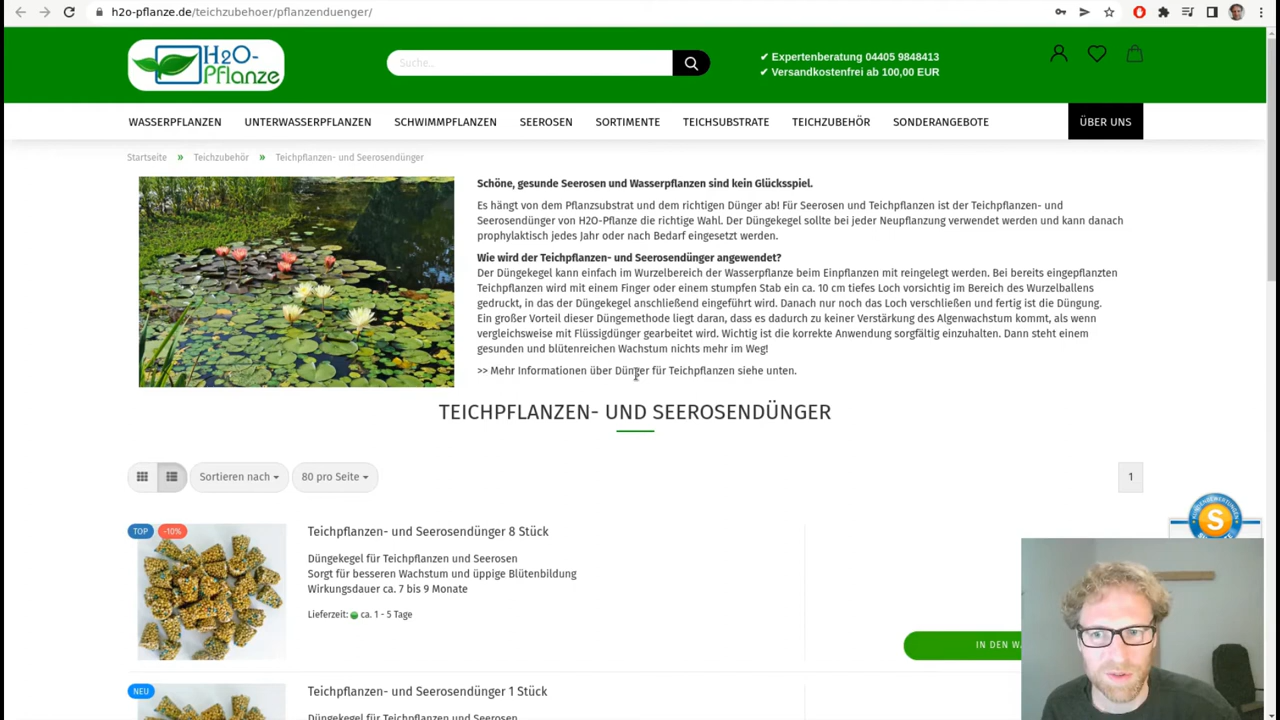 h2o-pflanze.de/teichzubehoer/pflanzenduenger/
H2O-
Pflanze
Suche...
✔ Expertenberatung 04405 9848413
✔ Versandkostenfrei ab 100,00 EUR
WASSERPFLANZEN UNTERWASSERPFLANZEN SCHWIMMPFLANZEN SEEROSEN SORTIMENTE TEICHSUBSTRATE TEICHZUBEHÖR SONDERANGEBOTE ÜBER UNS
Startseite » Teichzubehör » Teichpflanzen- und Seerosendünger
Schöne, gesunde Seerosen und Wasserpflanzen sind kein Glücksspiel.
Es hängt von dem Pflanzsubstrat und dem richtigen Dünger ab! Für Seerosen und Teichpflanzen ist der Teichpflanzen- und
Seerosendünger von H2O-Pflanze die richtige Wahl. Der Düngekegel sollte bei jeder Neupflanzung verwendet werden und kann danach
prophylaktisch jedes Jahr oder nach Bedarf eingesetzt werden.
Wie wird der Teichpflanzen- und Seerosendünger angewendet?
Der Düngekegel kann einfach im Wurzelbereich der Wasserpflanze beim Einpflanzen mit reingelegt werden. Bei bereits eingepflanzten
Teichpflanzen wird mit einem Finger oder einem stumpfen Stab ein ca. 10 cm tiefes Loch vorsichtig im Bereich des Wurzelballens
gedruckt, in das der Düngekegel anschließend eingeführt wird. Danach nur noch das Loch verschließen und fertig ist die Düngung.
Ein großer Vorteil dieser Düngemethode liegt daran, dass es dadurch zu keiner Verstärkung des Algenwachstum kommt, als wenn
vergleichsweise mit Flüssigdünger gearbeitet wird. Wichtig ist die korrekte Anwendung sorgfältig einzuhalten. Dann steht einem
gesunden und blütenreichen Wachstum nichts mehr im Weg!
>> Mehr Informationen über Dünger für Teichpflanzen siehe unten.
TEICHPFLANZEN- UND SEEROSENDÜNGER
Sortieren nach 80 pro Seite 1
TOP -10% Teichpflanzen- und Seerosendünger 8 Stück
Düngekegel für Teichpflanzen und Seerosen
Sorgt für besseren Wachstum und üppige Blütenbildung
Wirkungsdauer ca. 7 bis 9 Monate
Lieferzeit: ca. 1 - 5 Tage
S
IN DEN
NEU Teichpflanzen- und Seerosendünger 1 Stück
Düngekegel für Teichpflanzen und Seerosen